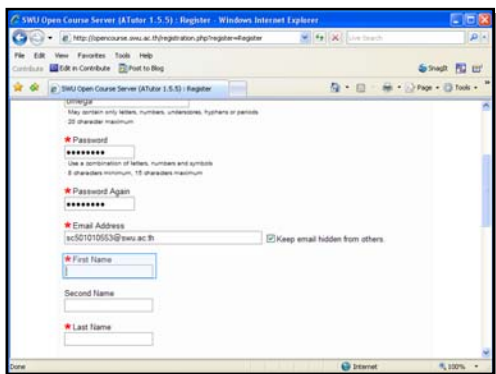 SWU Open Course Server (ATutor 1.5.5) : Register - Windows Internet Explorer
http://opencourse.swu.ac.th/registration.php?register=Register
Live Search
File Edit View Favorites Tools Help
Contribute Edit in Contribute Post to Blog
SnagIt
SWU Open Course Server (ATutor 1.5.5) : Register
Page Tools
omega
· May contain only letters, numbers, underscores, hyphens or periods
· 20 character maximum
* Password
••••••••
· Use a combination of letters, numbers and symbols
· 8 characters minimum, 15 characters maximum
* Password Again
••••••••
* Email Address
sc501010553@swu.ac.th Keep email hidden from others.
* First Name
Second Name
* Last Name
Done Internet 100%